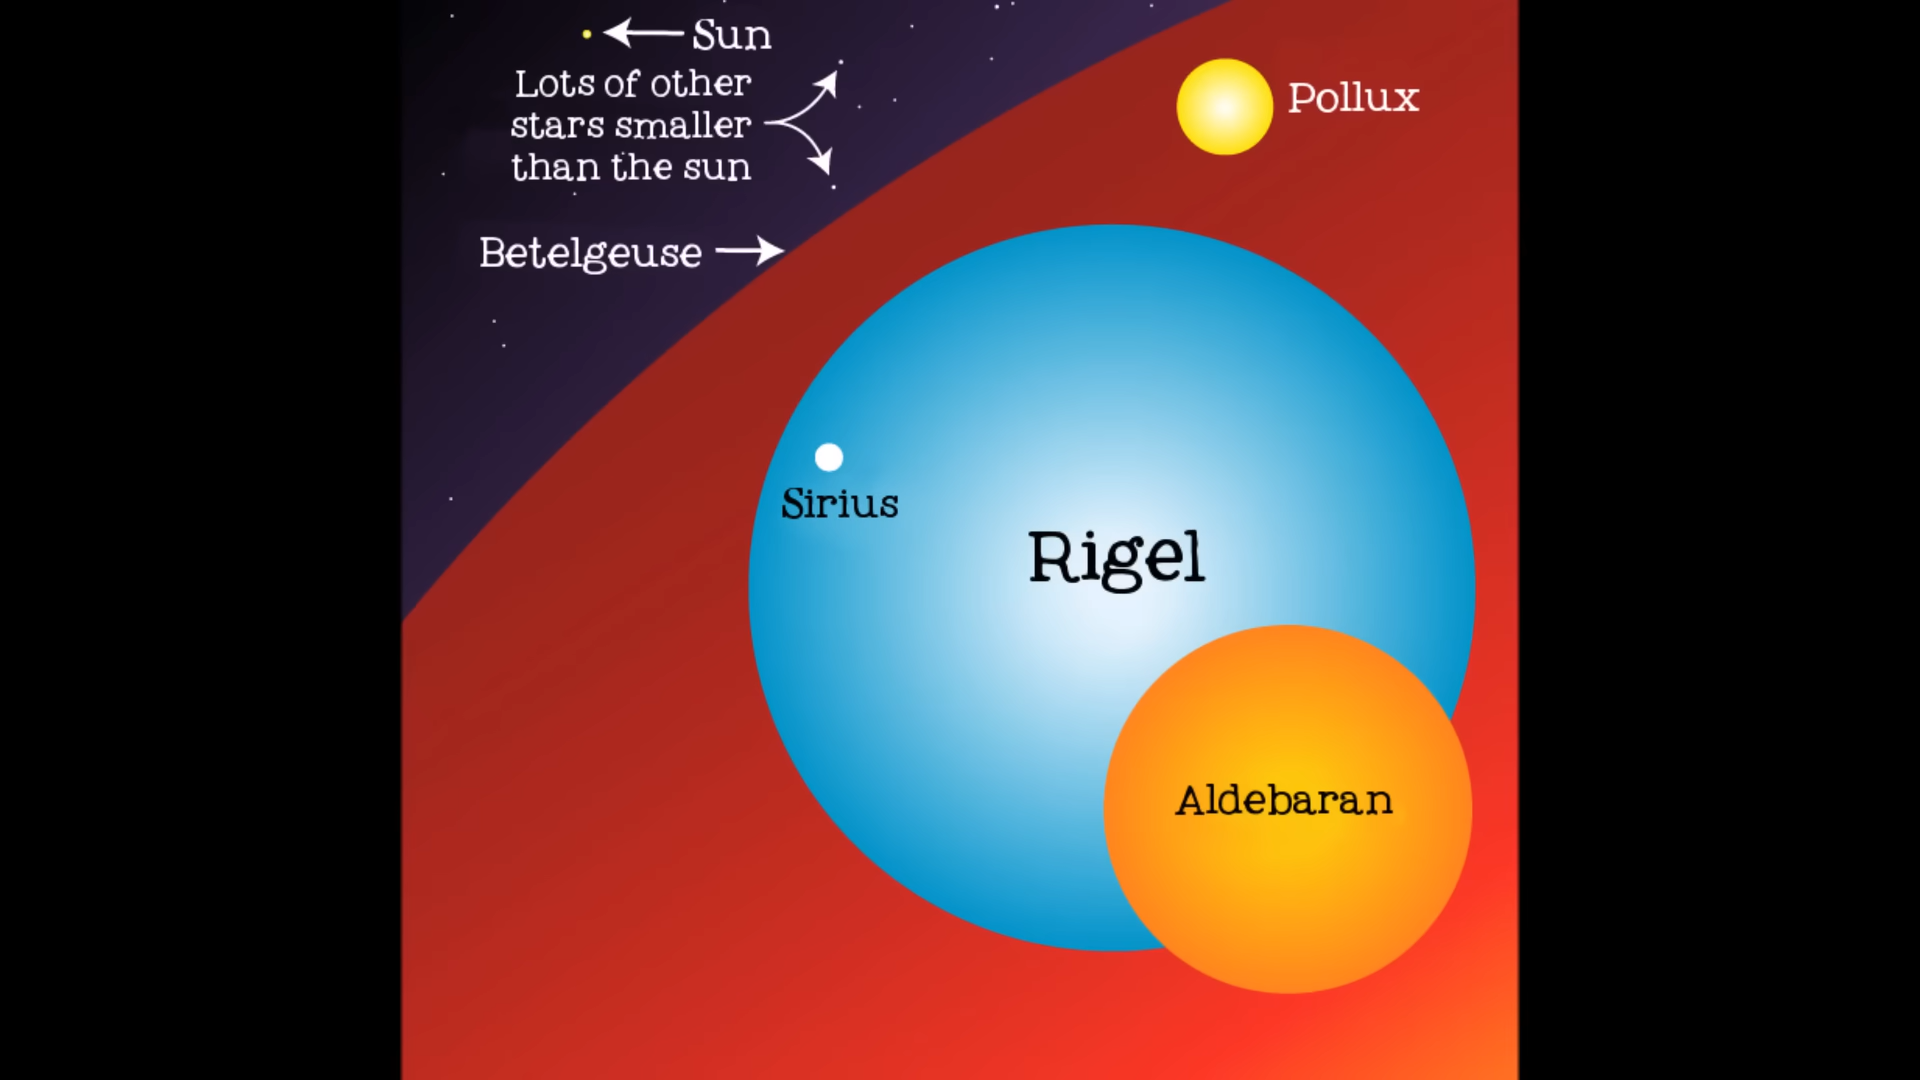 Sun
Lots of other
stars smaller
than the sun
Pollux
Betelgeuse
Sirius
Rigel
Aldebaran